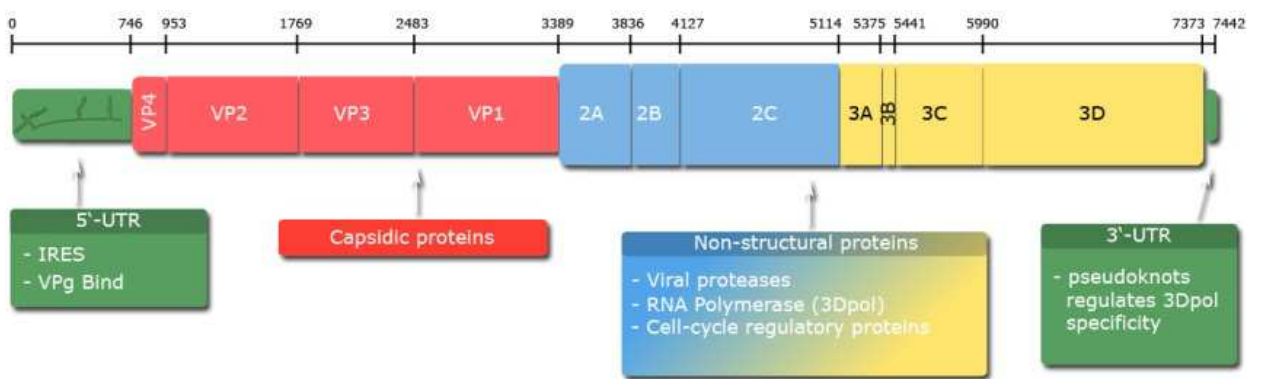 0 746 953 1769 2483 3389 3836 4127 5114 5375 5441 5990 7373 7442
VP4 VP2 VP3 VP1 2A 2B 2C 3A 3B 3C 3D
5'-UTR
- IRES
- VPg Bind
Capsidic proteins
Non-structural proteins
- Viral proteases
- RNA Polymerase (3Dpol)
- Cell-cycle regulatory proteins
3'-UTR
- pseudoknots
regulates 3Dpol
specificity